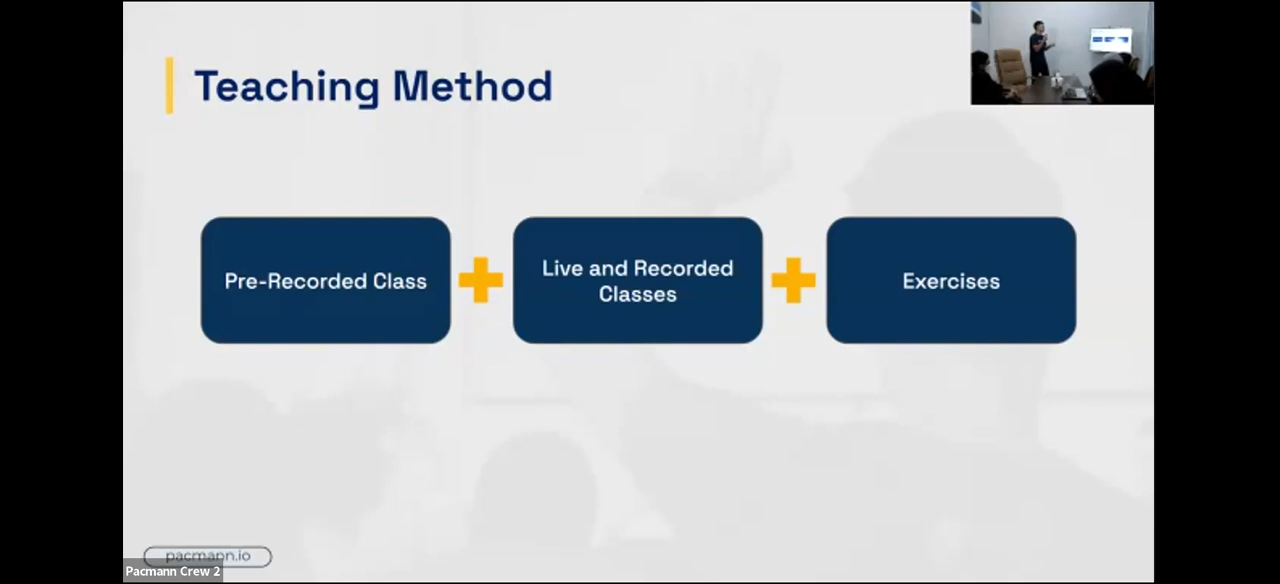 Teaching Method
Pre-Recorded Class
Live and Recorded
Classes
Exercises
pacmann.io
Pacmann Crew 2